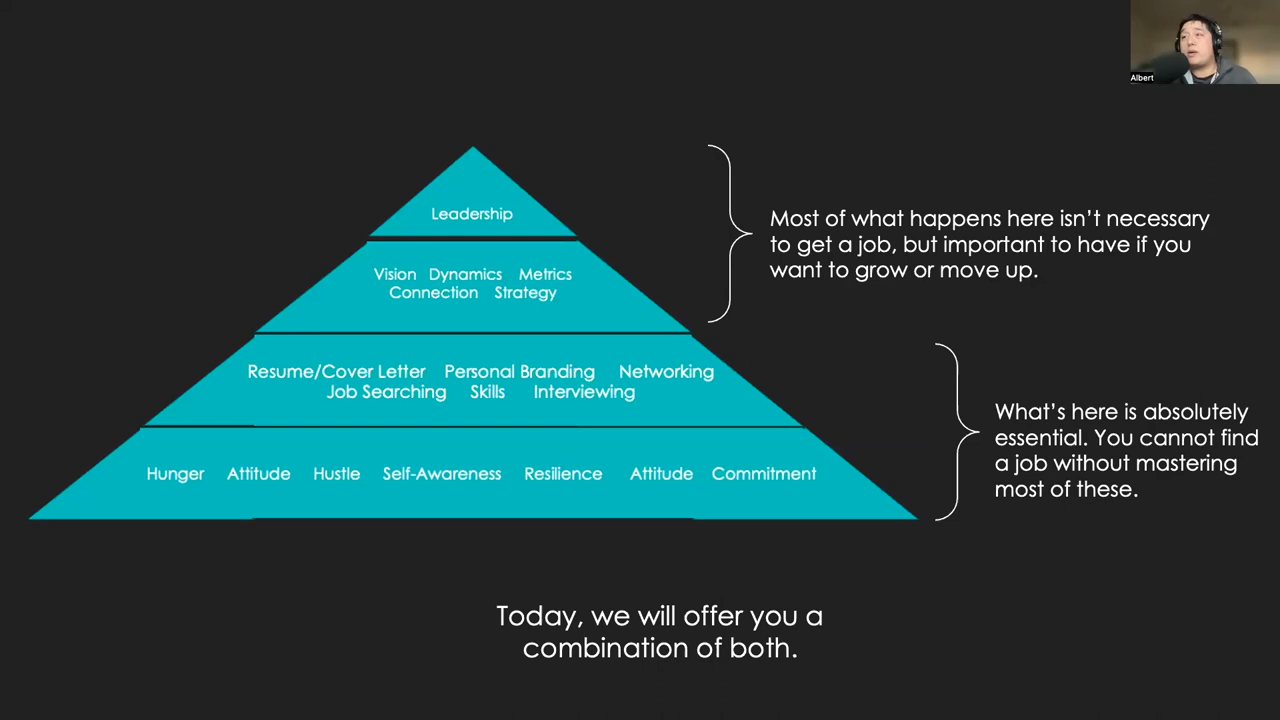 Albert
Leadership
Vision Dynamics Metrics
Connection Strategy
Resume/Cover Letter Personal Branding Networking
Job Searching Skills Interviewing
Hunger Attitude Hustle Self-Awareness Resilience Attitude Commitment
Most of what happens here isn't necessary
to get a job, but important to have if you
want to grow or move up.
What's here is absolutely
essential. You cannot find
a job without mastering
most of these.
Today, we will offer you a
combination of both.